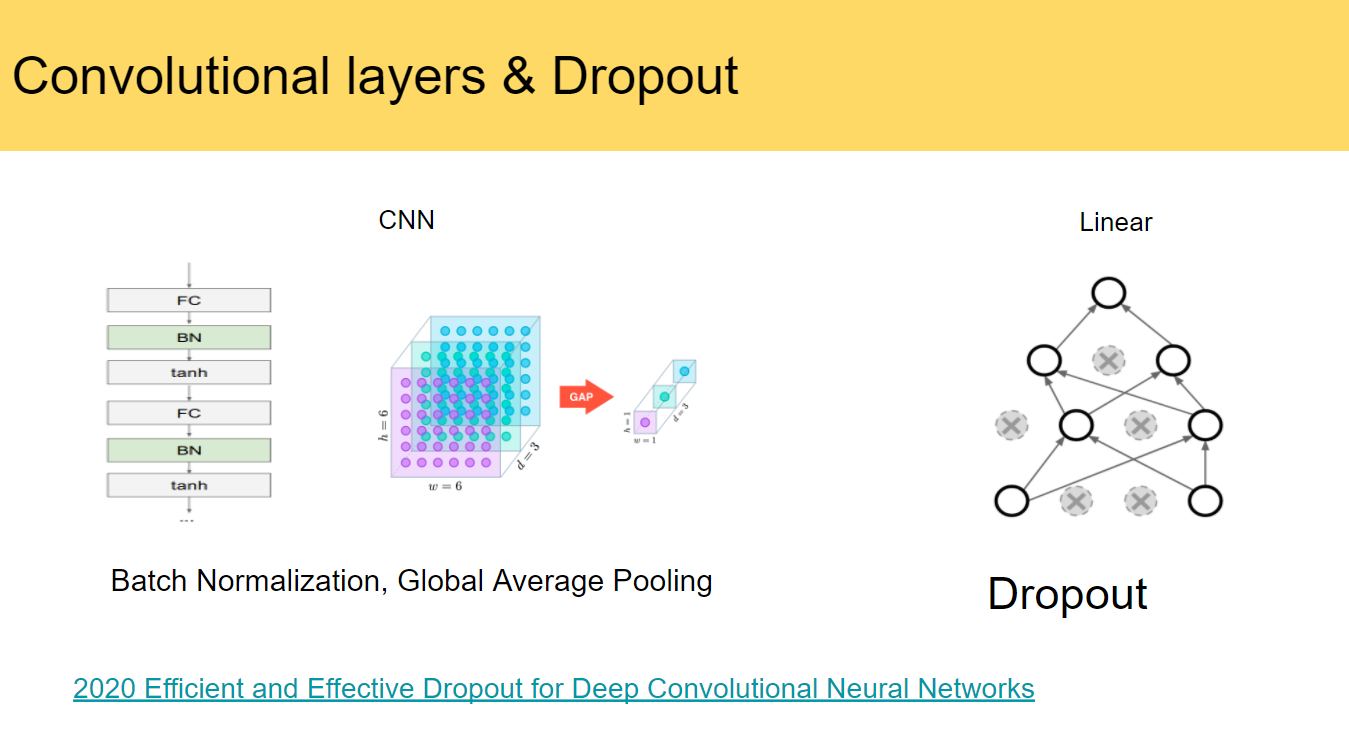 Convolutional layers & Dropout
CNN
Linear
FC
BN
tanh
FC
BN
tanh
...
h = 6
w = 6
d = 3
GAP
h = 1
w = 1
d = 3
Batch Normalization, Global Average Pooling
Dropout
2020 Efficient and Effective Dropout for Deep Convolutional Neural Networks